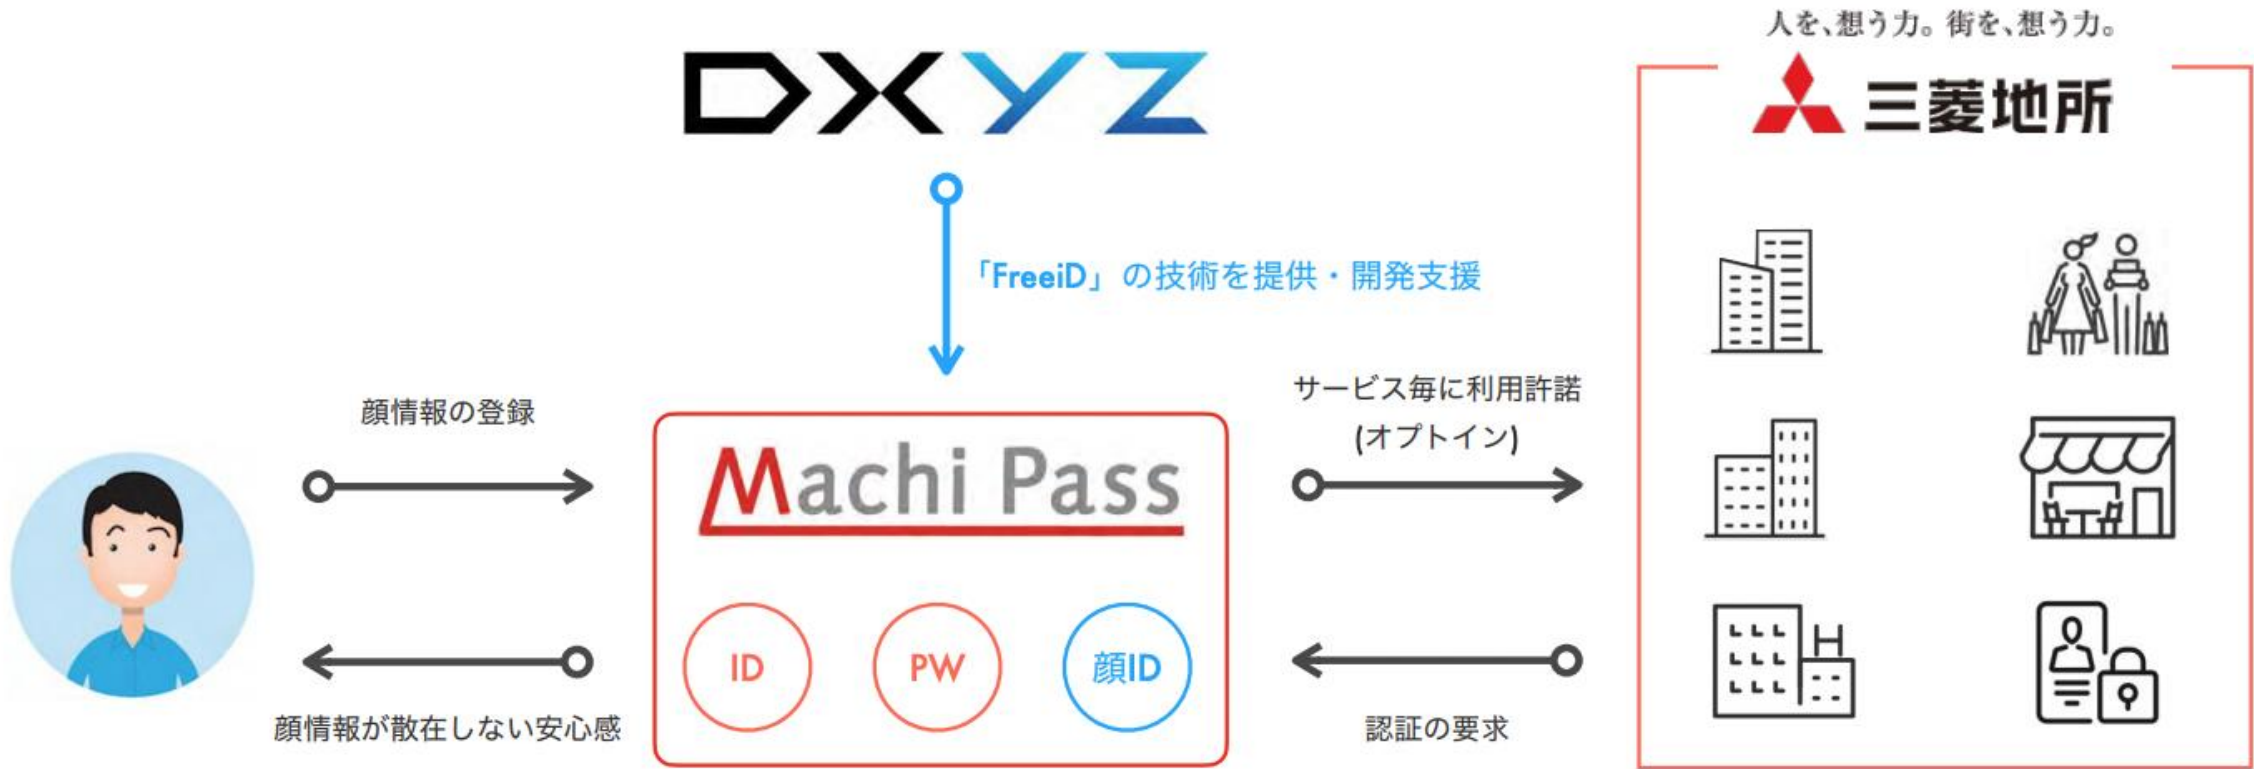 人を、想う力。街を、想う力。
三菱地所
DXYZ
「FreeiD」の技術を提供・開発支援
顔情報の登録
サービス毎に利用許諾
(オプトイン)
Machi Pass
ID
PW
顔ID
顔情報が散在しない安心感
認証の要求